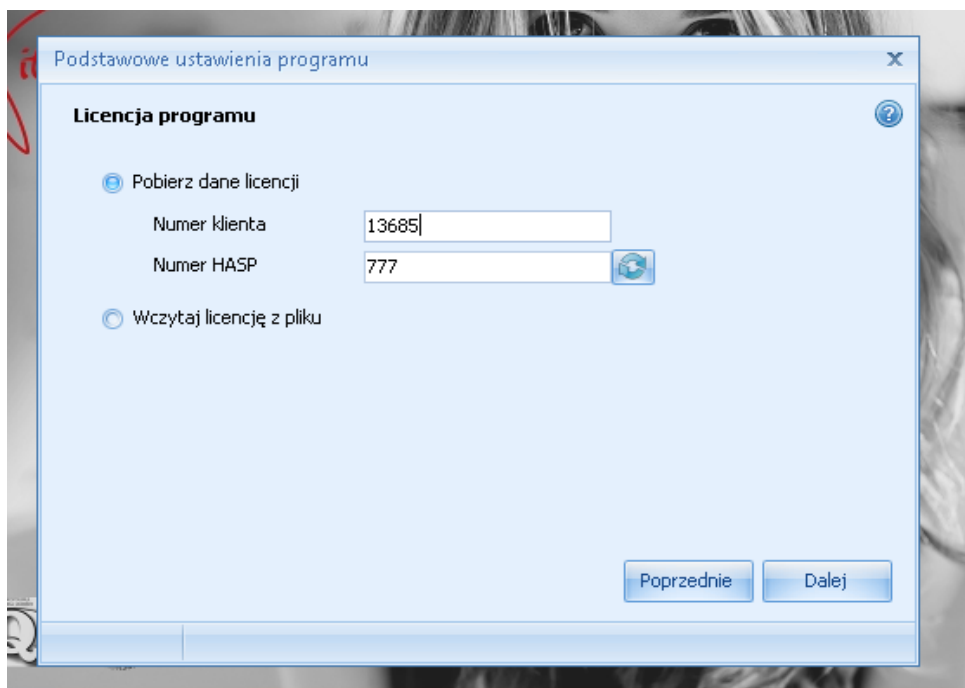 Podstawowe ustawienia programu
Licencja programu
Pobierz dane licencji
Numer klienta 13685
Numer HASP 777
Wczytaj licencję z pliku
Poprzednie Dalej